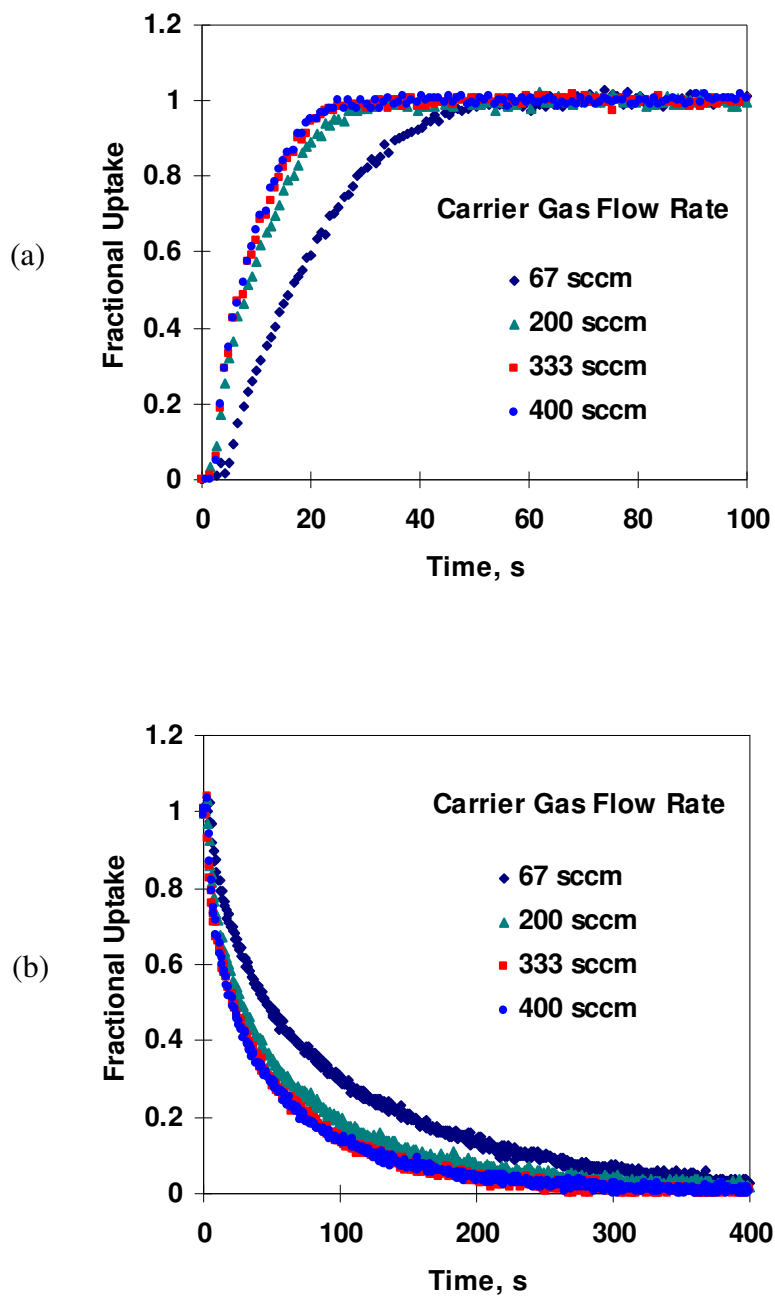 (a)
Fractional Uptake
1.2
1
0.8
0.6
0.4
0.2
0
Carrier Gas Flow Rate
67 sccm
200 sccm
333 sccm
400 sccm
0 20 40 60 80 100
Time, s
(b)
Fractional Uptake
1.2
1
0.8
0.6
0.4
0.2
0
Carrier Gas Flow Rate
67 sccm
200 sccm
333 sccm
400 sccm
0 100 200 300 400
Time, s